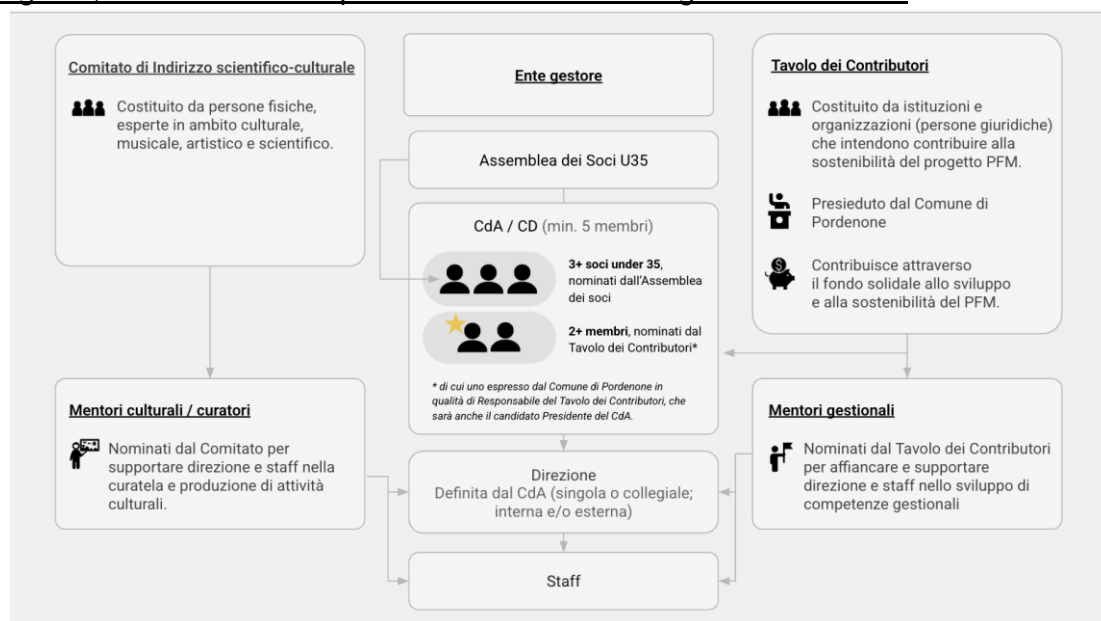 Comitato di Indirizzo scientifico-culturale
Costituito da persone fisiche,
esperte in ambito culturale,
musicale, artistico e scientifico.
Mentori culturali / curatori
Nominati dal Comitato per
supportare direzione e staff nella
curatela e produzione di attività
culturali.
Ente gestore
Assemblea dei Soci U35
CdA / CD (min. 5 membri)
3+ soci under 35,
nominati dall'Assemblea
dei soci
2+ membri, nominati dal
Tavolo dei Contributori*
* di cui uno espresso dal Comune di Pordenone in
qualità di Responsabile del Tavolo dei Contributori, che
sarà anche il candidato Presidente del CdA.
Direzione
Definita dal CdA (singola o collegiale;
interna e/o esterna)
Staff
Tavolo dei Contributori
Costituito da istituzioni e
organizzazioni (persone giuridiche)
che intendono contribuire alla
sostenibilità del progetto PFM.
Presieduto dal Comune di
Pordenone
Contribuisce attraverso
il fondo solidale allo sviluppo
e alla sostenibilità del PFM.
Mentori gestionali
Nominati dal Tavolo dei Contributori
per affiancare e supportare
direzione e staff nello sviluppo di
competenze gestionali